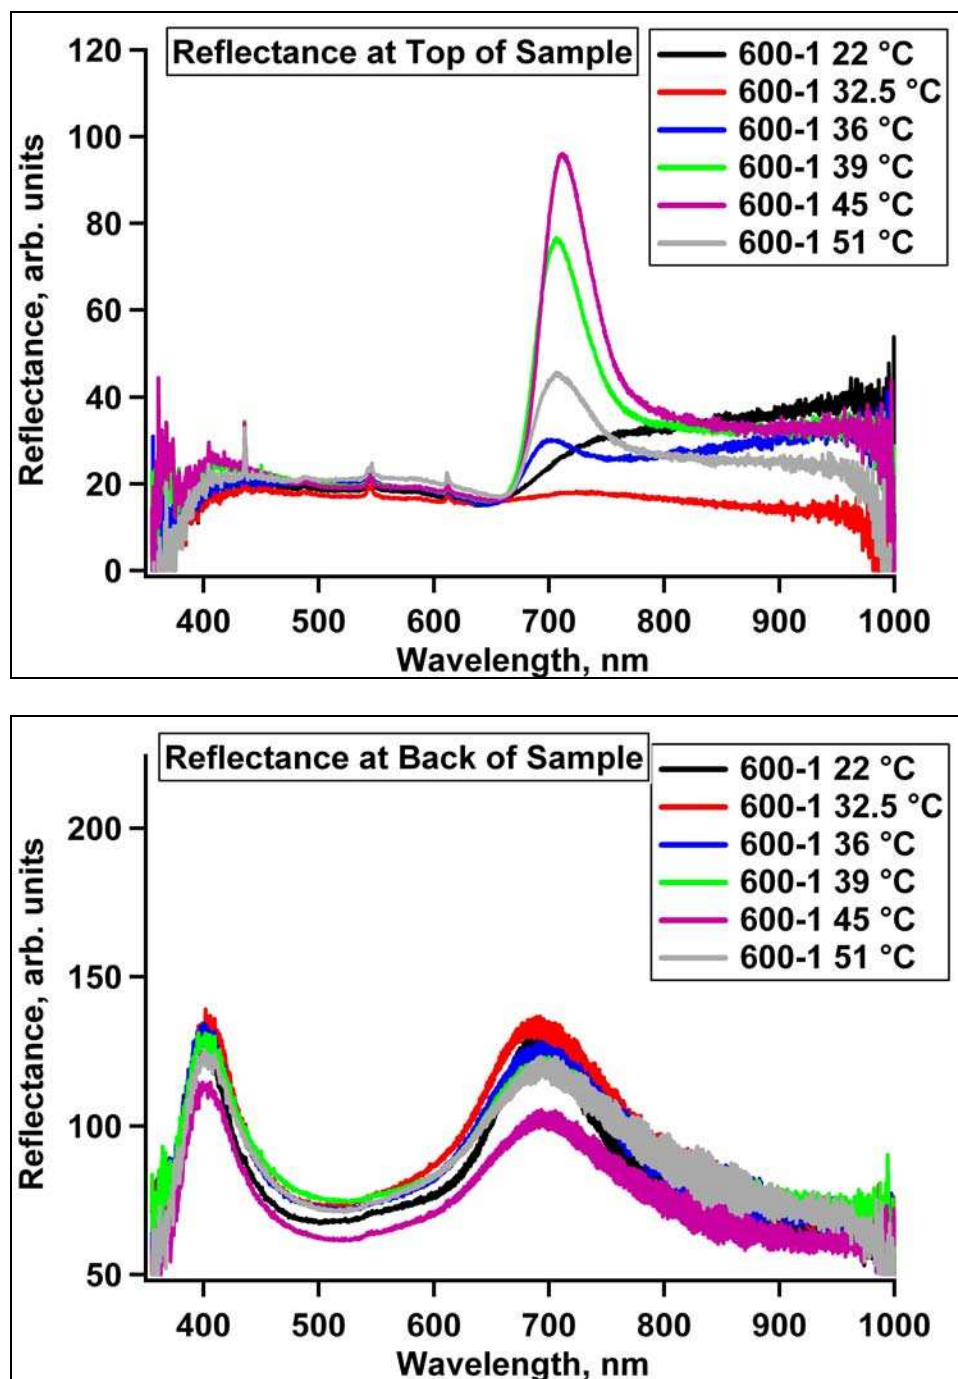 Reflectance at Top of Sample
600-1 22 °C
600-1 32.5 °C
600-1 36 °C
600-1 39 °C
600-1 45 °C
600-1 51 °C
Reflectance, arb. units
120
100
80
60
40
20
0
400 500 600 700 800 900 1000
Wavelength, nm
Reflectance at Back of Sample
600-1 22 °C
600-1 32.5 °C
600-1 36 °C
600-1 39 °C
600-1 45 °C
600-1 51 °C
Reflectance, arb. units
200
150
100
50
400 500 600 700 800 900 1000
Wavelength, nm